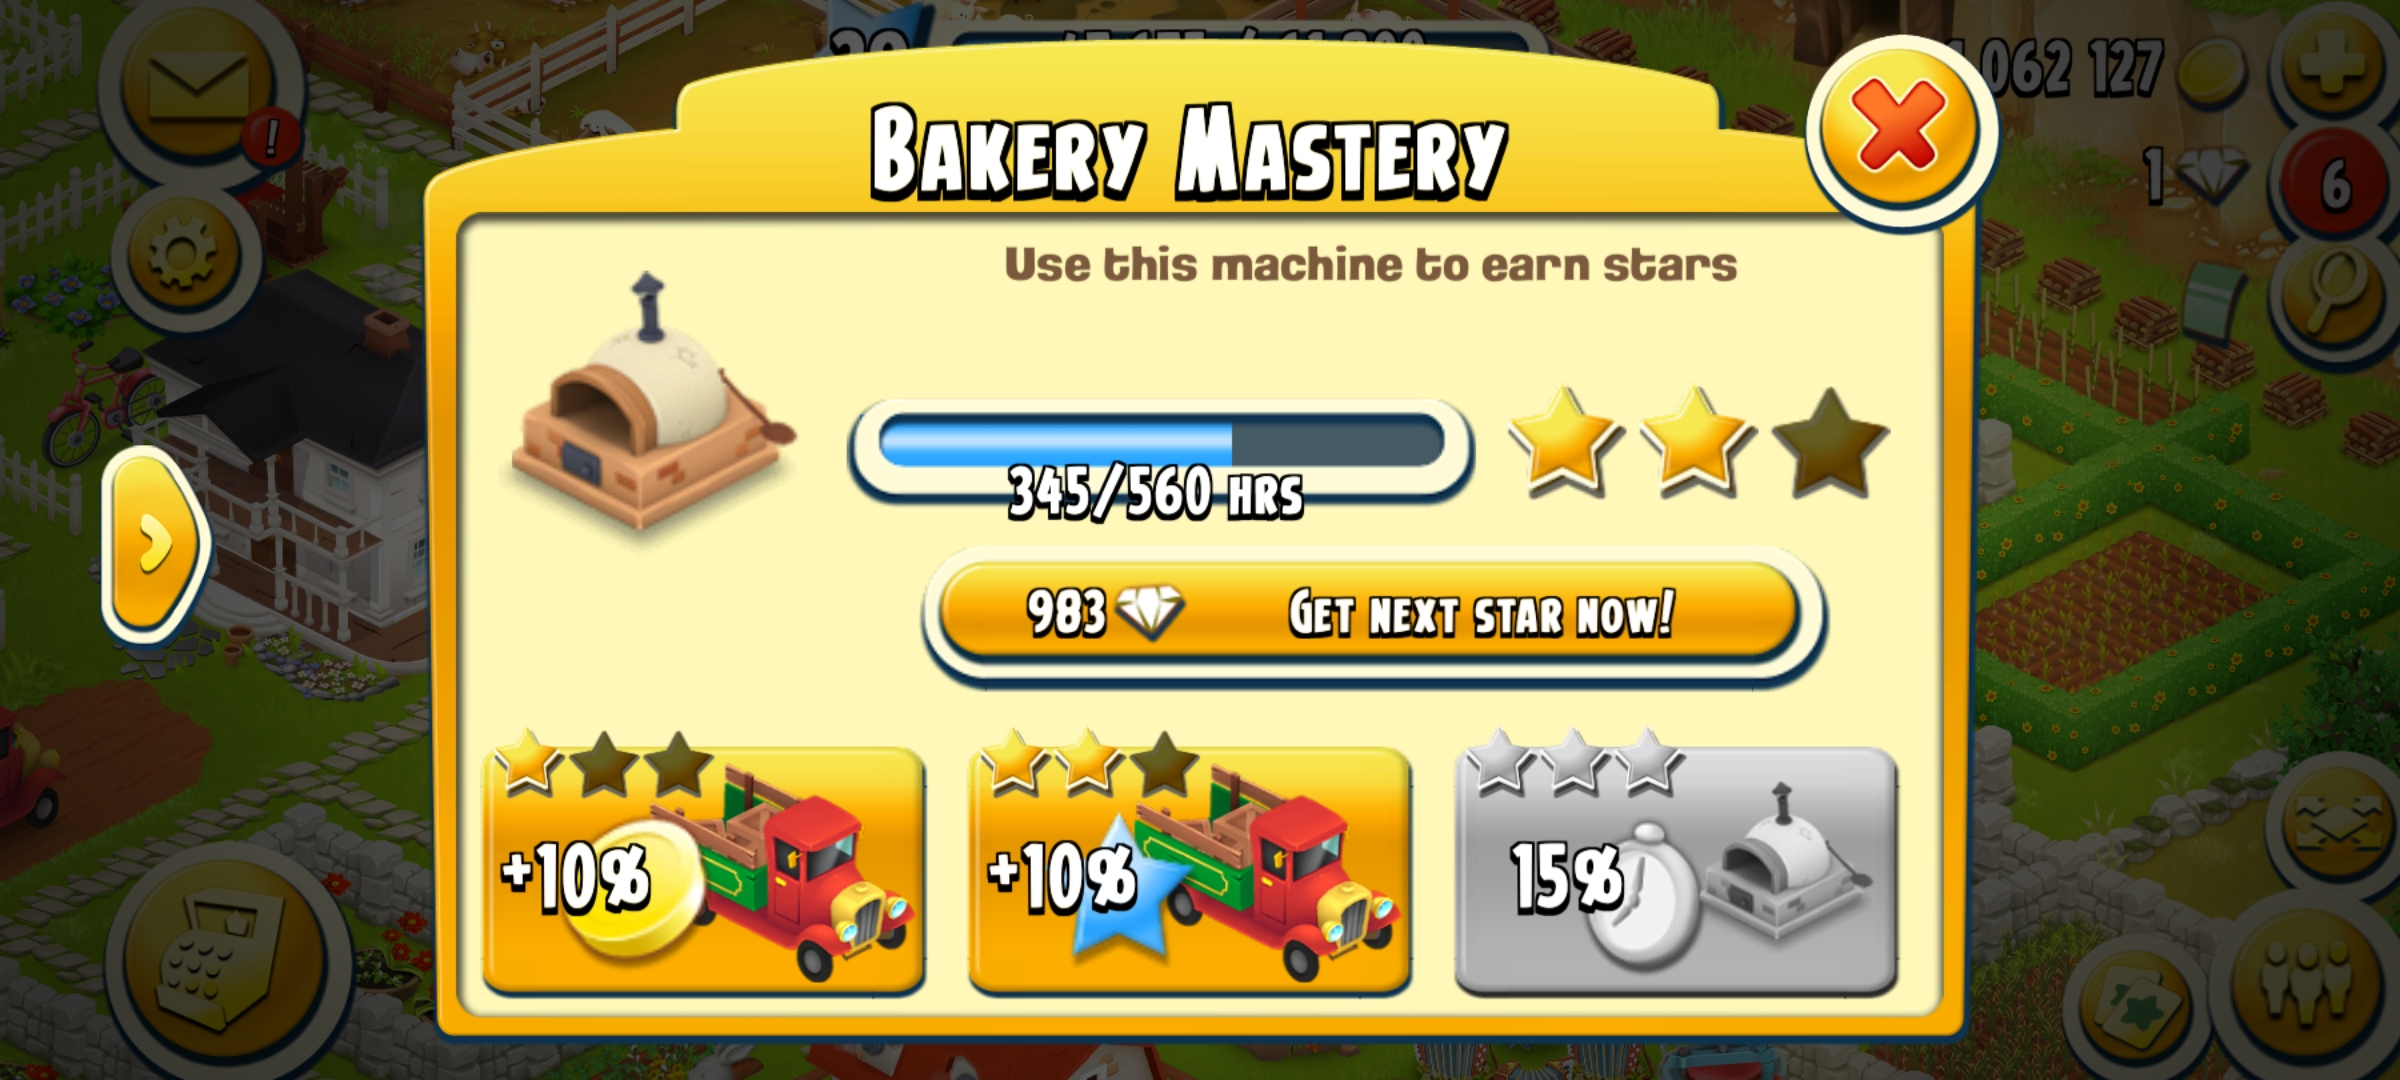 062 127
Bakery Mastery
!
1
6
Use this machine to earn stars
345/560 HRS
983 Get next star now!
+10%
+10%
15%